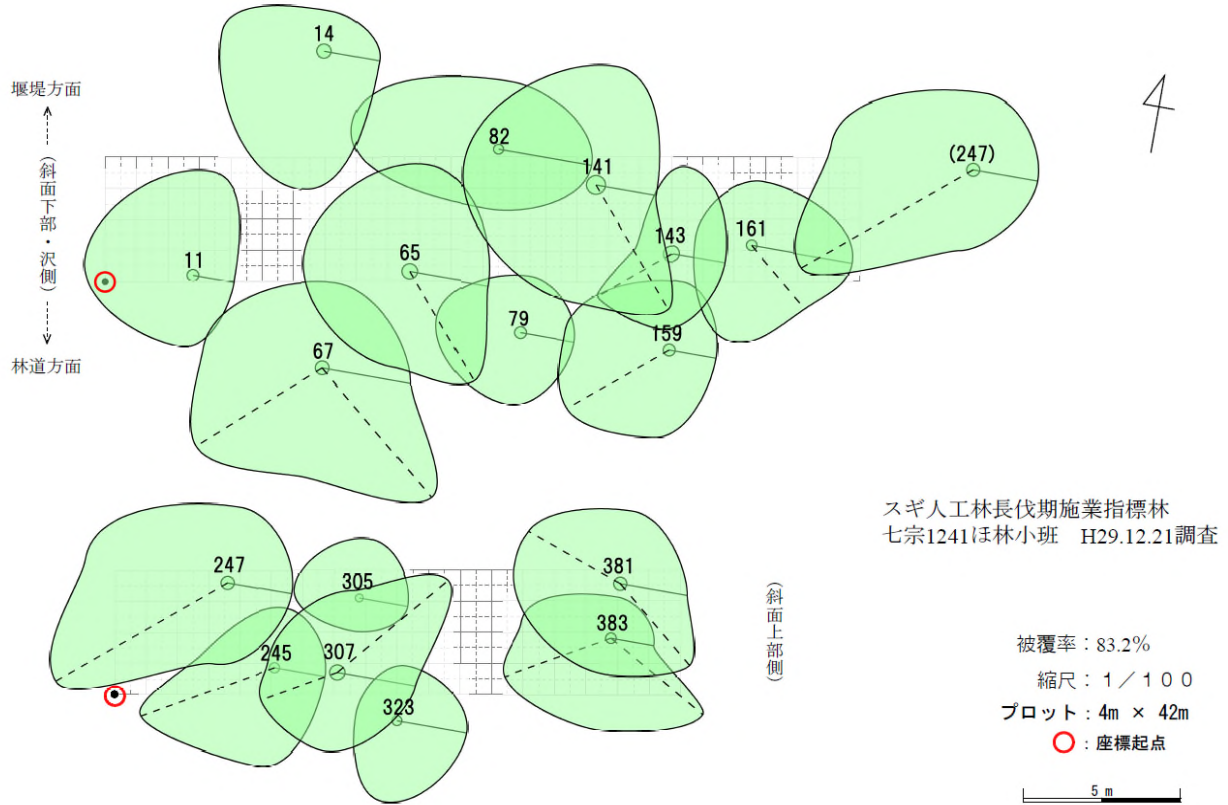 14
堰堤方面
(斜面下部・沢側)
林道方面
82
141
(247)
11
65
143
161
67
79
159
スギ人工林長伐期施業指標林
七宗1241ほ林小班 H29.12.21調査
247
305
381
383
245
307
323
(斜面上部側)
被覆率：83.2%
縮尺：１／１００
プロット：4m × 42m
：座標起点
5 m